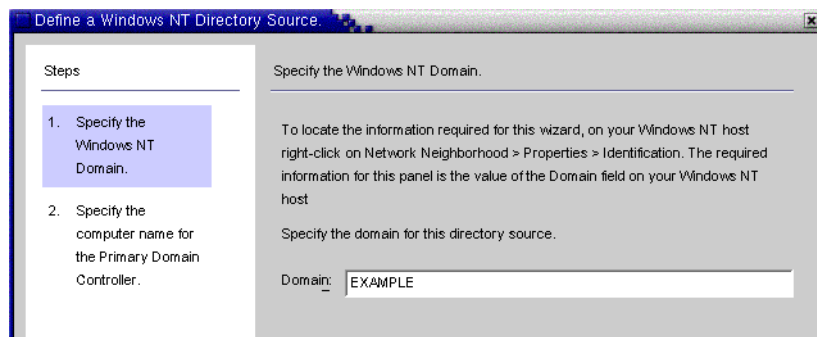 Define a Windows NT Directory Source.
Steps
1. Specify the
Windows NT
Domain.
2. Specify the
computer name for
the Primary Domain
Controller.
Specify the Windows NT Domain.
To locate the information required for this wizard, on your Windows NT host
right-click on Network Neighborhood > Properties > Identification. The required
information for this panel is the value of the Domain field on your Windows NT
host
Specify the domain for this directory source.
Domain: EXAMPLE